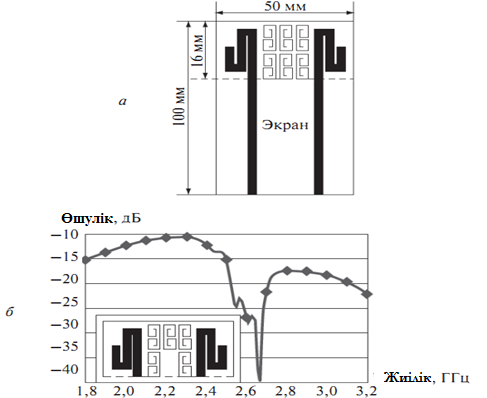 50 мм
16 мм
100 мм
а
Экран
Өшулік, дБ
–10
–15
–20
–25
–30
–35
–40
б
1,8 2,0 2,2 2,4 2,6 2,8 3,0 3,2
Жиілік, ГГц